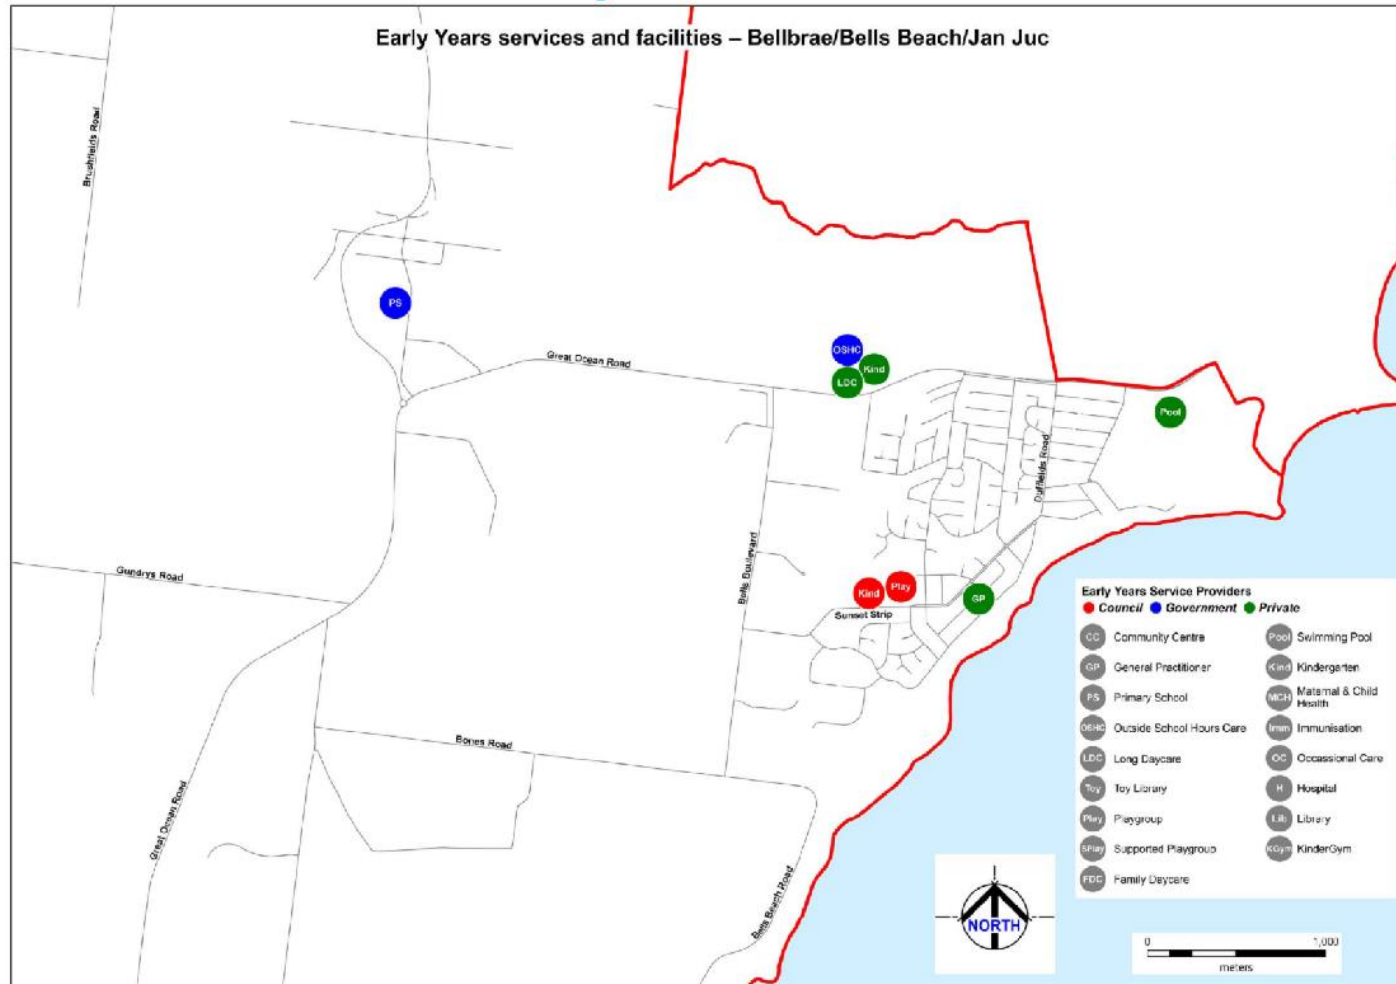 Early Years services and facilities – Bellbrae/Bells Beach/Jan Juc
Brushfields Road
PS
Great Ocean Road
OSHC
Kind
LDC
Pool
Duffields Road
Gundrys Road
Bells Boulevard
Kind
Play
GP
Sunset Strip
Bones Road
Great Ocean Road
Bells Beach Road
Early Years Service Providers
Council Government Private
CC Community Centre
Pool Swimming Pool
GP General Practitioner
Kind Kindergarten
PS Primary School
MCH Maternal & Child
Health
OSHC Outside School Hours Care
Imm Immunisation
LDC Long Daycare
OC Occassional Care
Toy Toy Library
H Hospital
Play Playgroup
Lib Library
SPlay Supported Playgroup
KGym KinderGym
FDC Family Daycare
NORTH
0 1,000
meters